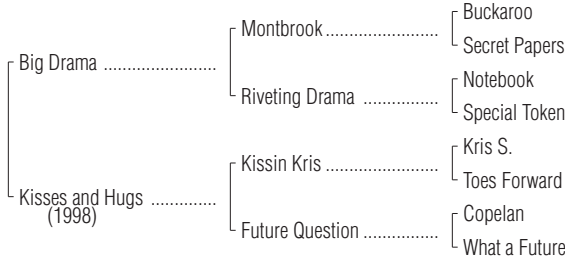 Buckaroo
Montbrook
Secret Papers
Big Drama
Notebook
Riveting Drama
Special Token
Kris S.
Kissin Kris
Toes Forward
Kisses and Hugs
(1998)
Copelan
Future Question
What a Future